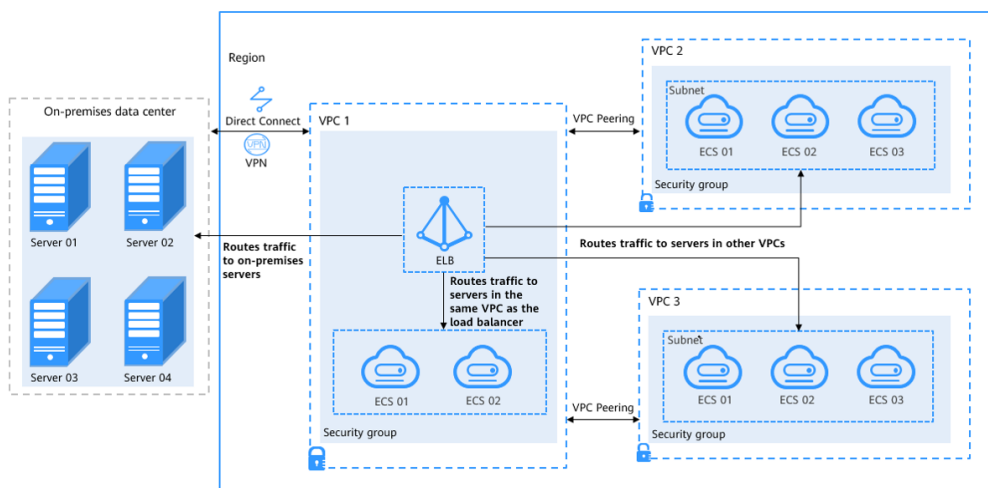 Region
On-premises data center
Server 01
Server 02
Server 03
Server 04
Direct Connect
VPN
VPN
Routes traffic
to on-premises
servers
VPC 1
ELB
Routes traffic to
servers in the
same VPC as the
load balancer
ECS 01
ECS 02
Security group
VPC Peering
Routes traffic to servers in other VPCs
VPC Peering
VPC 2
Subnet
ECS 01
ECS 02
ECS 03
Security group
VPC 3
Subnet
ECS 01
ECS 02
ECS 03
Security group